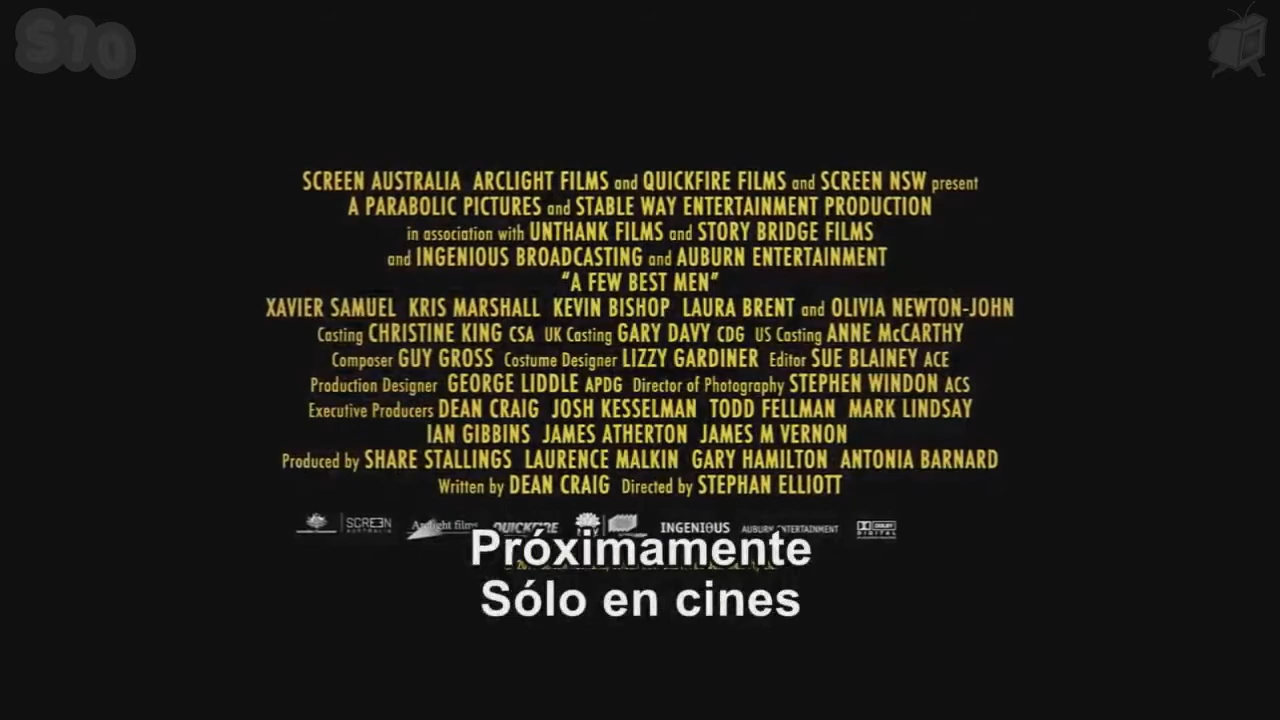 S10
SCREEN AUSTRALIA ARCLIGHT FILMS and QUICKFIRE FILMS and SCREEN NSW present
A PARABOLIC PICTURES and STABLE WAY ENTERTAINMENT PRODUCTION
in association with UNTHANK FILMS and STORY BRIDGE FILMS
and INGENIOUS BROADCASTING and AUBURN ENTERTAINMENT
“A FEW BEST MEN”
XAVIER SAMUEL KRIS MARSHALL KEVIN BISHOP LAURA BRENT and OLIVIA NEWTON-JOHN
Casting CHRISTINE KING CSA UK Casting GARY DAVY CDG US Casting ANNE McCARTHY
Composer GUY GROSS Costume Designer LIZZY GARDINER Editor SUE BLAINEY ACE
Production Designer GEORGE LIDDLE APDG Director of Photography STEPHEN WINDON ACS
Executive Producers DEAN CRAIG JOSH KESSELMAN TODD FELLMAN MARK LINDSAY
IAN GIBBINS JAMES ATHERTON JAMES M VERNON
Produced by SHARE STALLINGS LAURENCE MALKIN GARY HAMILTON ANTONIA BARNARD
Written by DEAN CRAIG Directed by STEPHAN ELLIOTT
SCREEN AUSTRALIA Arclight films QUICKFIRE INGENIOUS AUBURN ENTERTAINMENT DOLBY DIGITAL
Próximamente
Sólo en cines